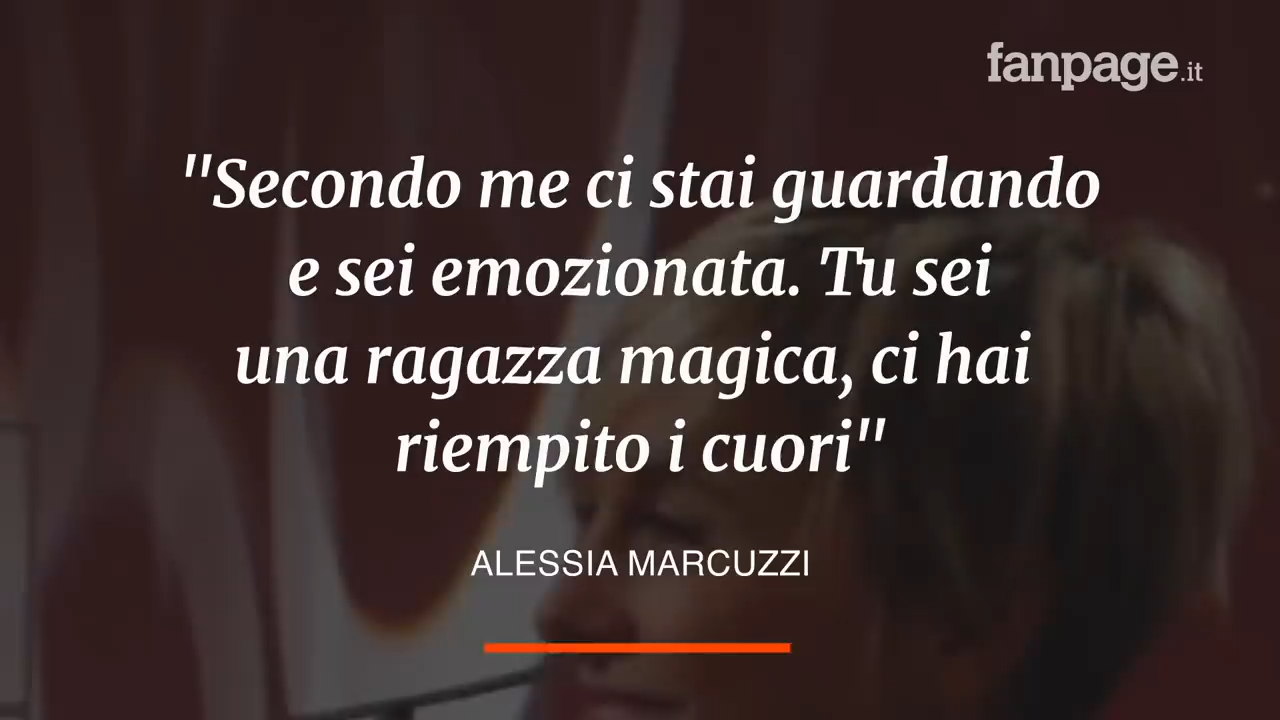 fanpage.it
"Secondo me ci stai guardando
e sei emozionata. Tu sei
una ragazza magica, ci hai
riempito i cuori"
ALESSIA MARCUZZI